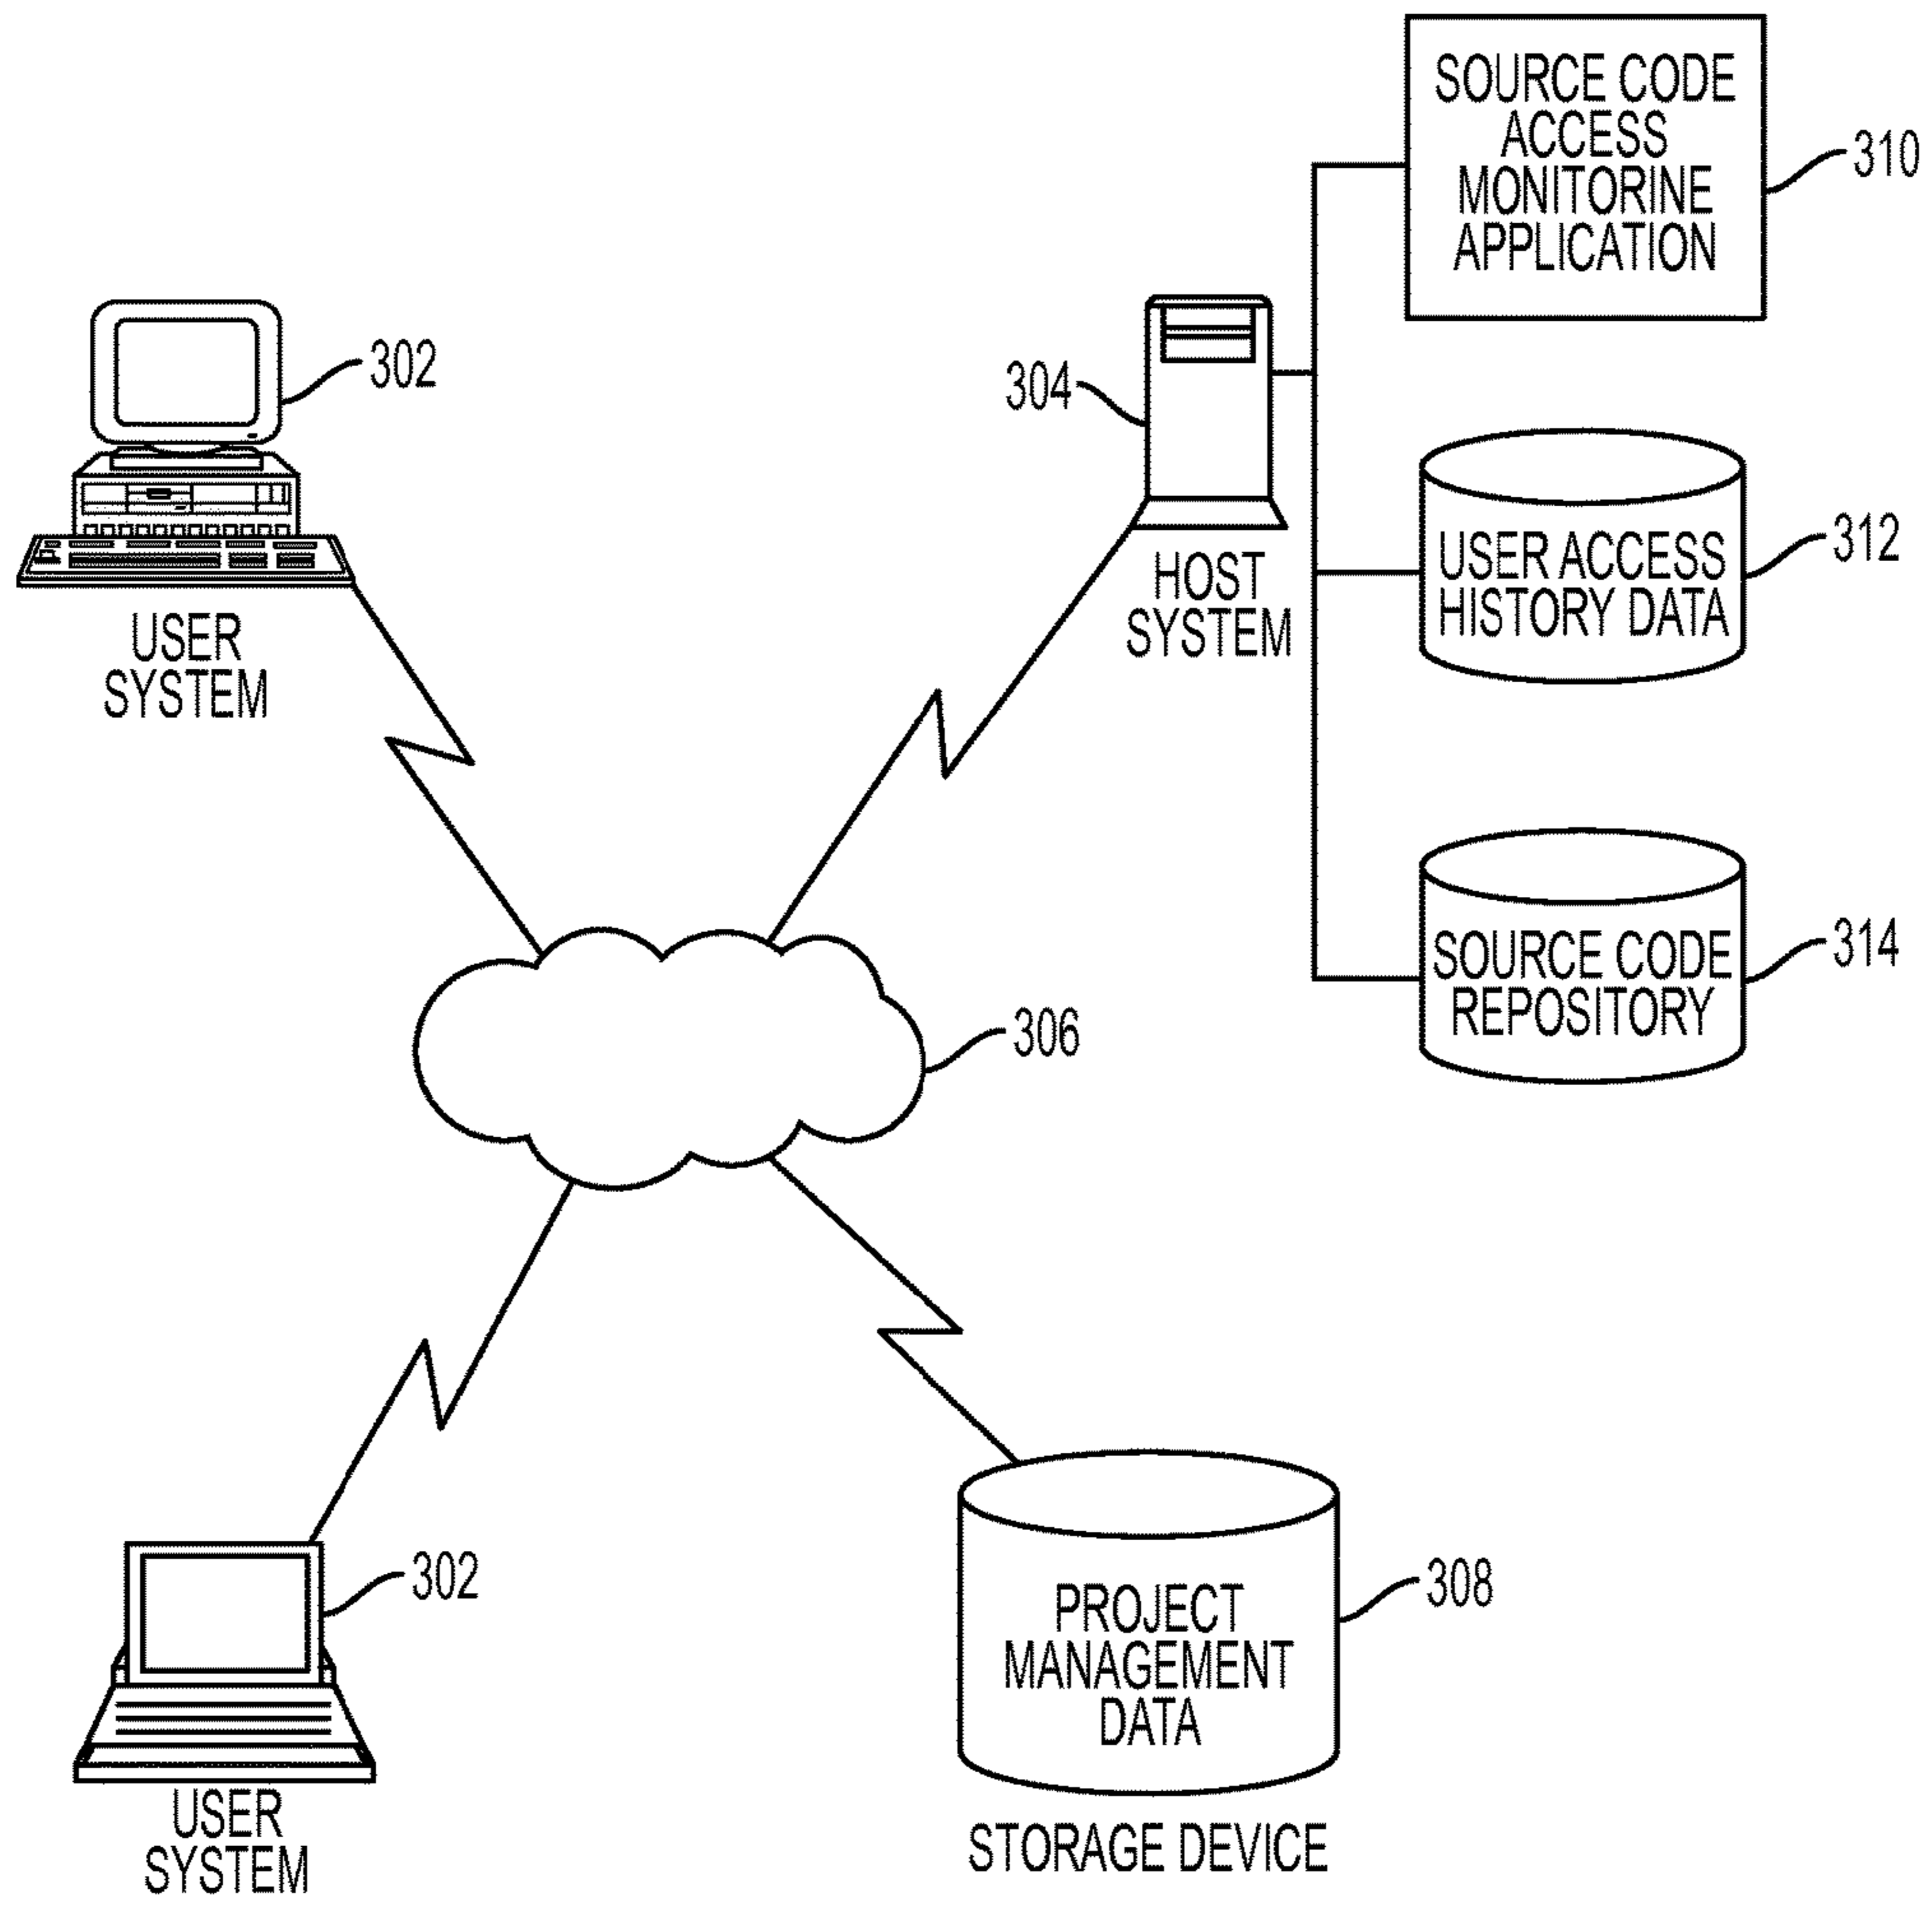 SOURCE CODE
ACCESS
MONITORINE
APPLICATION
310
302
304
USER ACCESS
HISTORY DATA
312
HOST
SYSTEM
USER
SYSTEM
SOURCE CODE
REPOSITORY
314
306
302
PROJECT
MANAGEMENT
DATA
308
USER
SYSTEM
STORAGE DEVICE